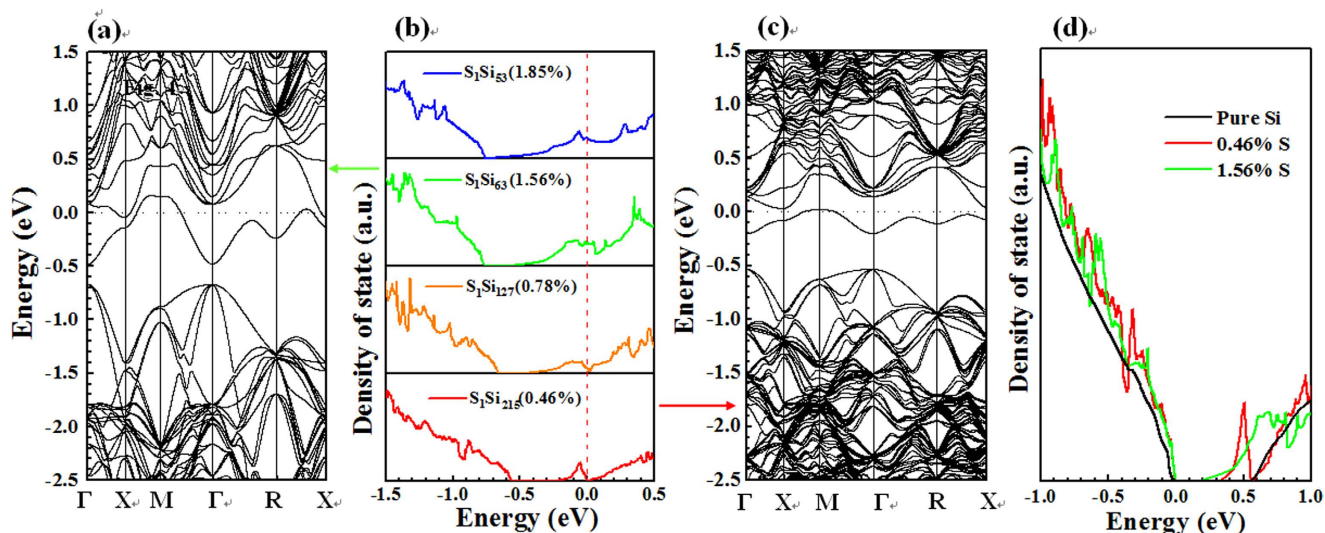 (a)
Energy (eV)
1.5
1.0
0.5
0.0
-0.5
-1.0
-1.5
-2.0
-2.5
Γ X M Γ R X
(b)
Density of state (a.u.)
S1Si53(1.85%)
S1Si63(1.56%)
S1Si127(0.78%)
S1Si215(0.46%)
-1.5 -1.0 -0.5 0.0 0.5
Energy (eV)
(c)
Energy (eV)
1.5
1.0
0.5
0.0
-0.5
-1.0
-1.5
-2.0
-2.5
Γ X M Γ R X
(d)
Density of state (a.u.)
Pure Si
0.46% S
1.56% S
-1.0 -0.5 0.0 0.5 1.0
Energy (eV)